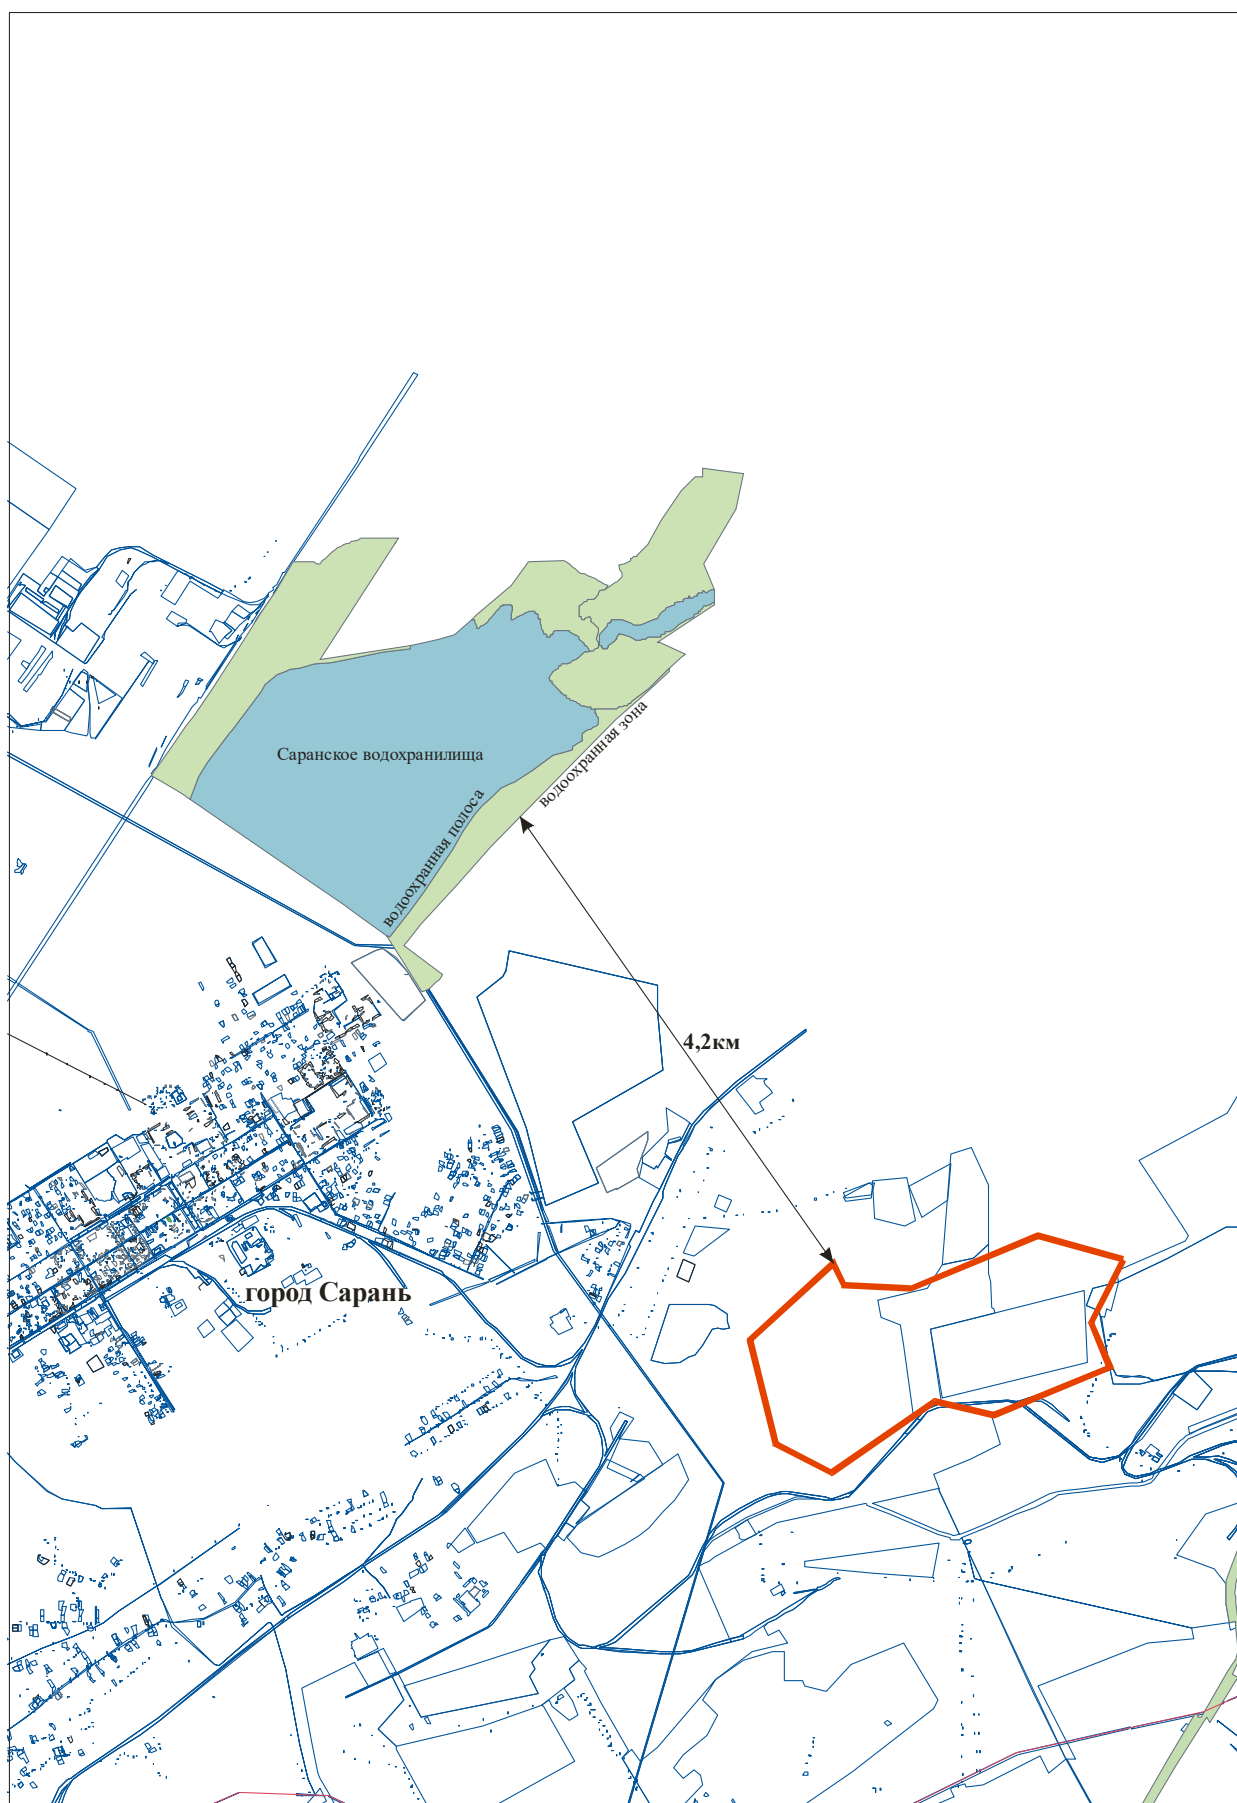 Саранское водохранилища
водоохранная зона
водоохранная полоса
4,2км
город Сарань